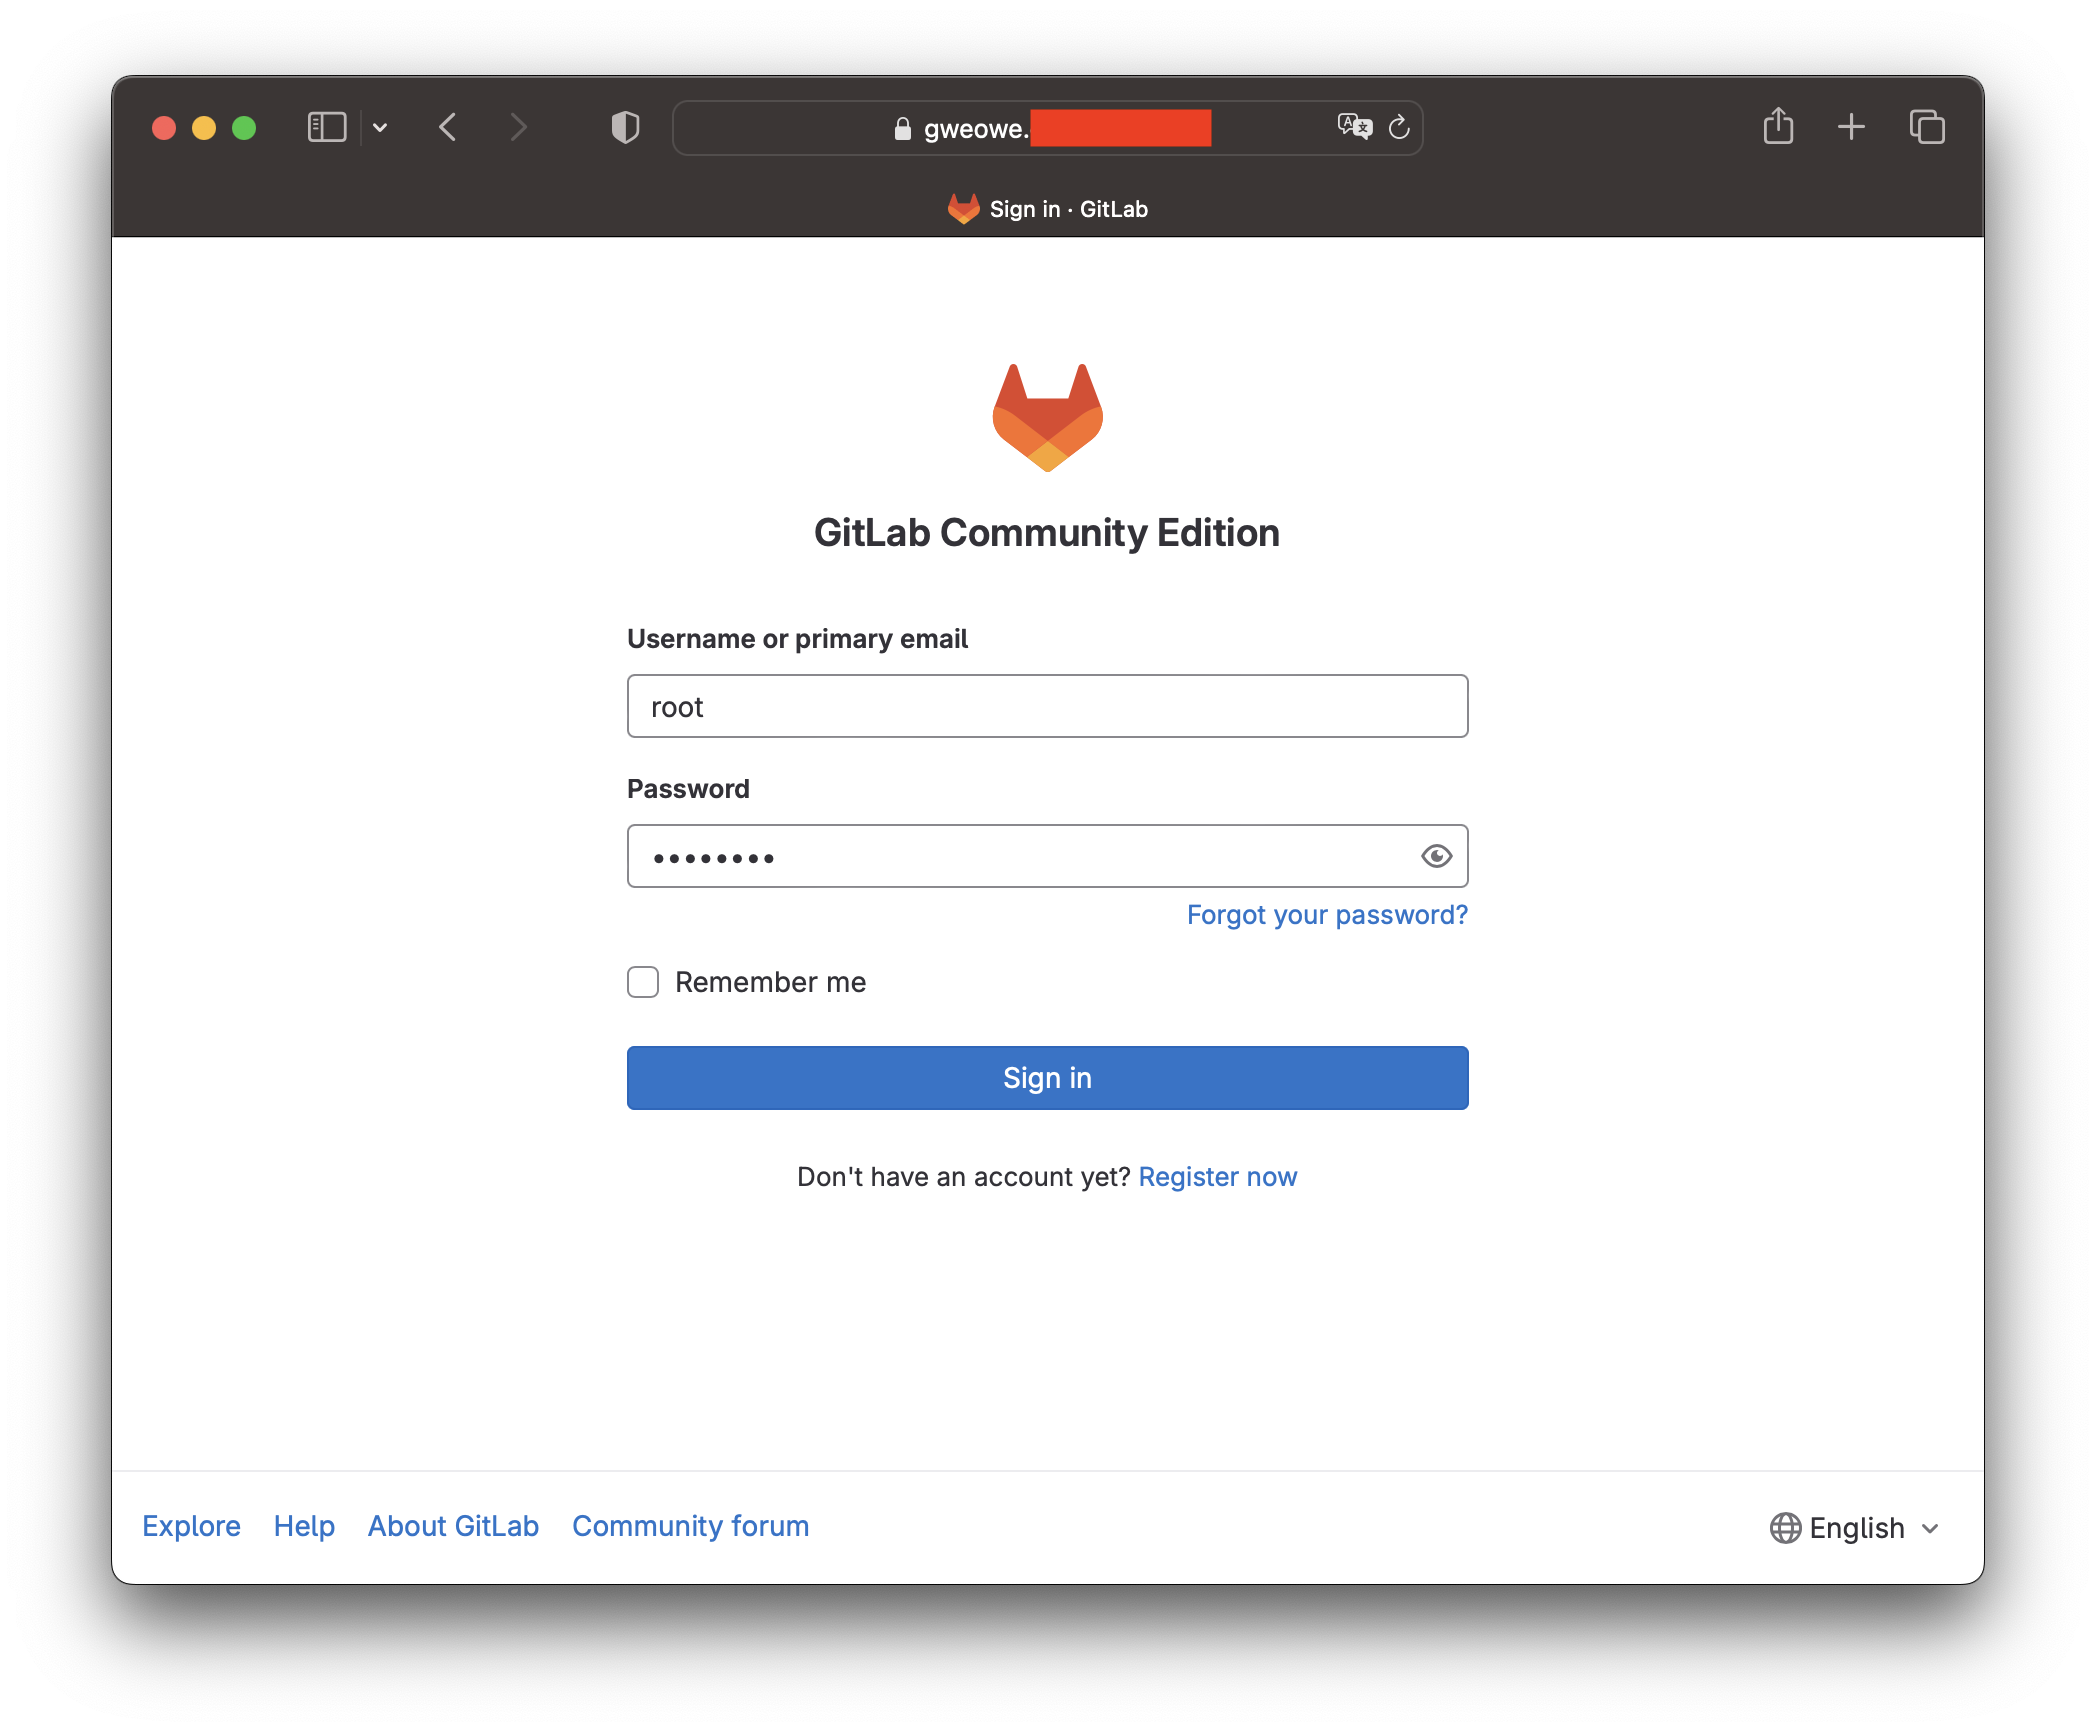 gweowe.
Sign in · GitLab
GitLab Community Edition
Username or primary email
root
Password
••••••••
Forgot your password?
Remember me
Sign in
Don't have an account yet? Register now
Explore Help About GitLab Community forum
English